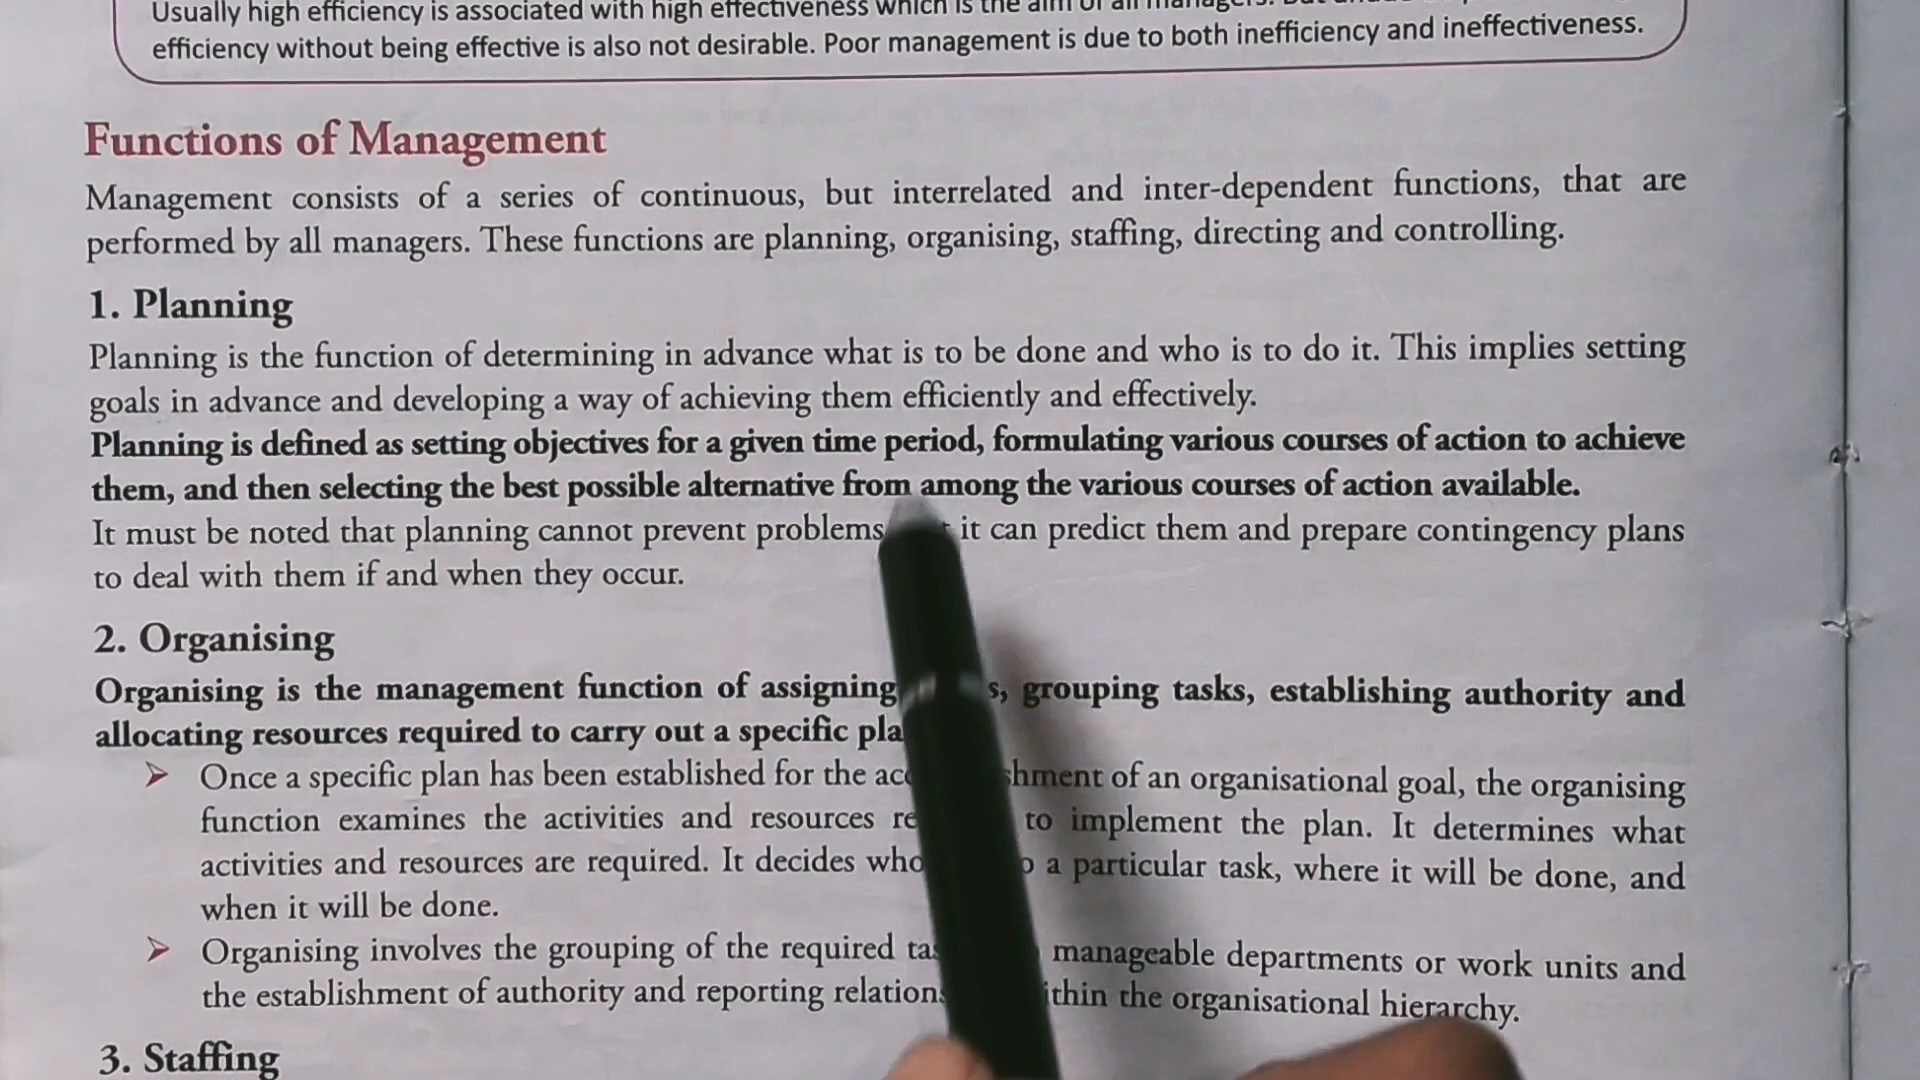 Usually high efficiency is associated with high effectiveness which is the aim of all managers.
efficiency without being effective is also not desirable. Poor management is due to both inefficiency and ineffectiveness.
Functions of Management
Management consists of a series of continuous, but interrelated and inter-dependent functions, that are
performed by all managers. These functions are planning, organising, staffing, directing and controlling.
1. Planning
Planning is the function of determining in advance what is to be done and who is to do it. This implies setting
goals in advance and developing a way of achieving them efficiently and effectively.
Planning is defined as setting objectives for a given time period, formulating various courses of action to achieve
them, and then selecting the best possible alternative from among the various courses of action available.
It must be noted that planning cannot prevent problems it can predict them and prepare contingency plans
to deal with them if and when they occur.
2. Organising
Organising is the management function of assigning grouping tasks, establishing authority and
allocating resources required to carry out a specific
➢ Once a specific plan has been established for the of an organisational goal, the organising
function examines the activities and resources to implement the plan. It determines what
activities and resources are required. It decides who a particular task, where it will be done, and
when it will be done.
➢ Organising involves the grouping of the required manageable departments or work units and
the establishment of authority and reporting the organisational hierarchy.
3. Staffing